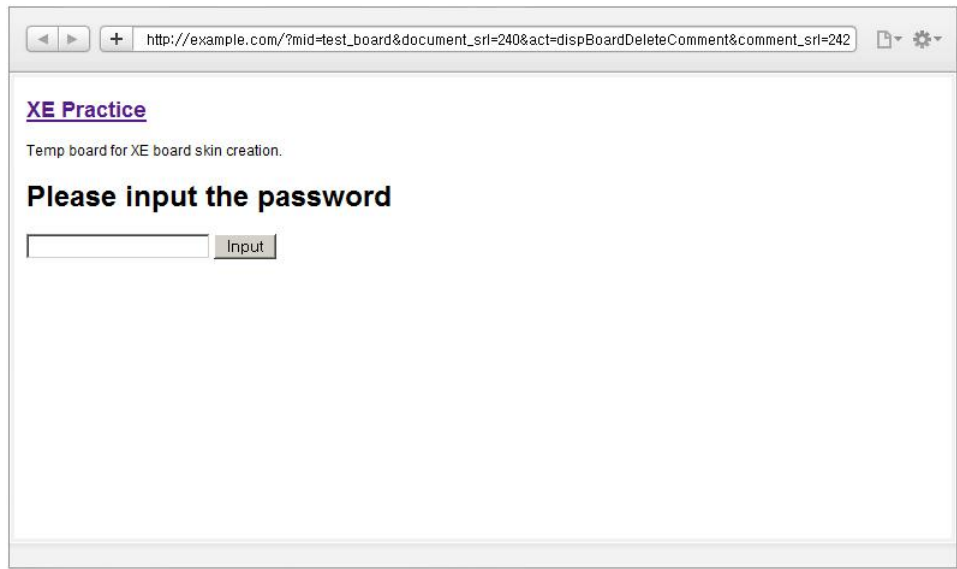 http://example.com/?mid=test_board&document_srl=240&act=dispBoardDeleteComment&comment_srl=242
XE Practice
Temp board for XE board skin creation.
Please input the password
Input